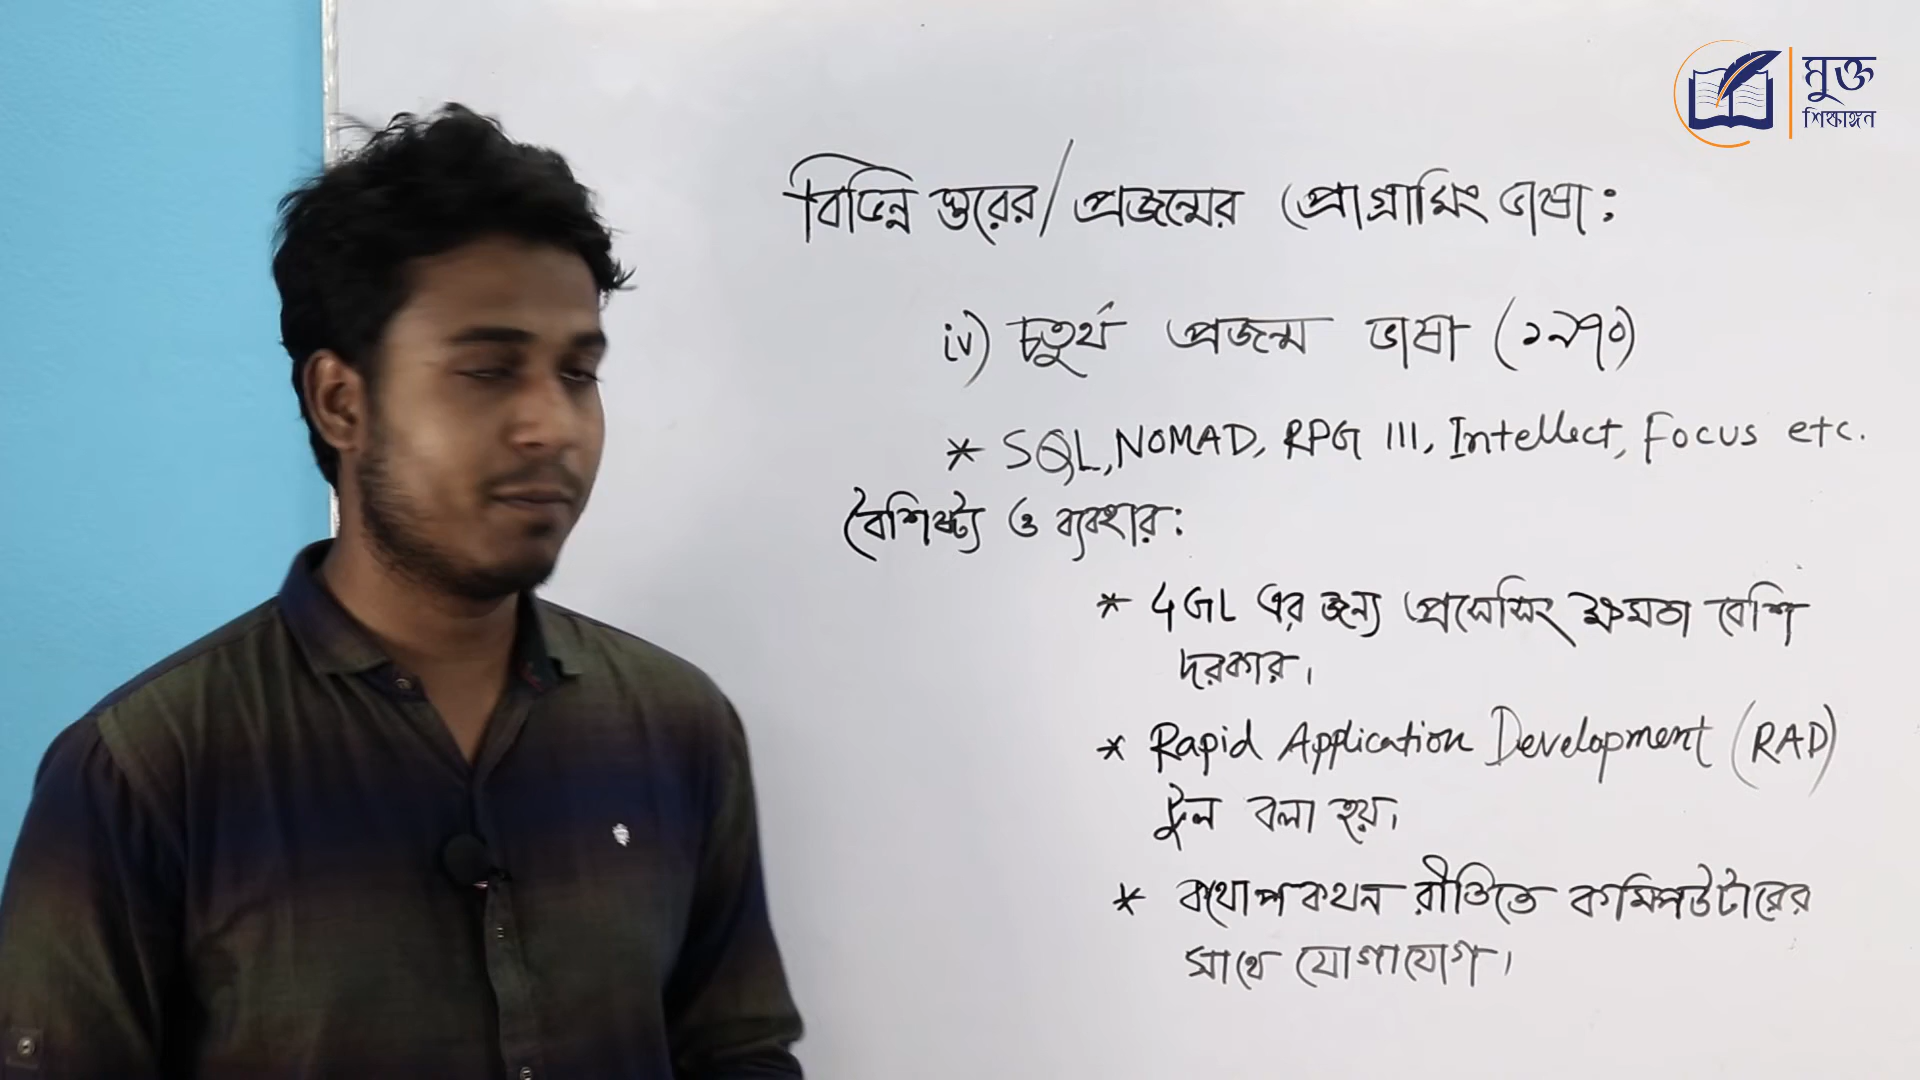 মুক্ত
শিক্ষাঙ্গন
বিভিন্ন স্তরের/প্রজন্মের প্রোগ্রামিং ভাষা:
iv) চতুর্থ প্রজন্ম ভাষা (১৯৭০)
* SQL, NOMAD, RPG III, Intellect, Focus etc.
বৈশিষ্ট্য ও ব্যবহার:
* 4GL এর জন্য প্রসেসিং ক্ষমতা বেশি
দরকার।
* Rapid Application Development (RAD)
টুল বলা হয়।
* কথোপকথন রীতিতে কম্পিউটারের
সাথে যোগাযোগ।